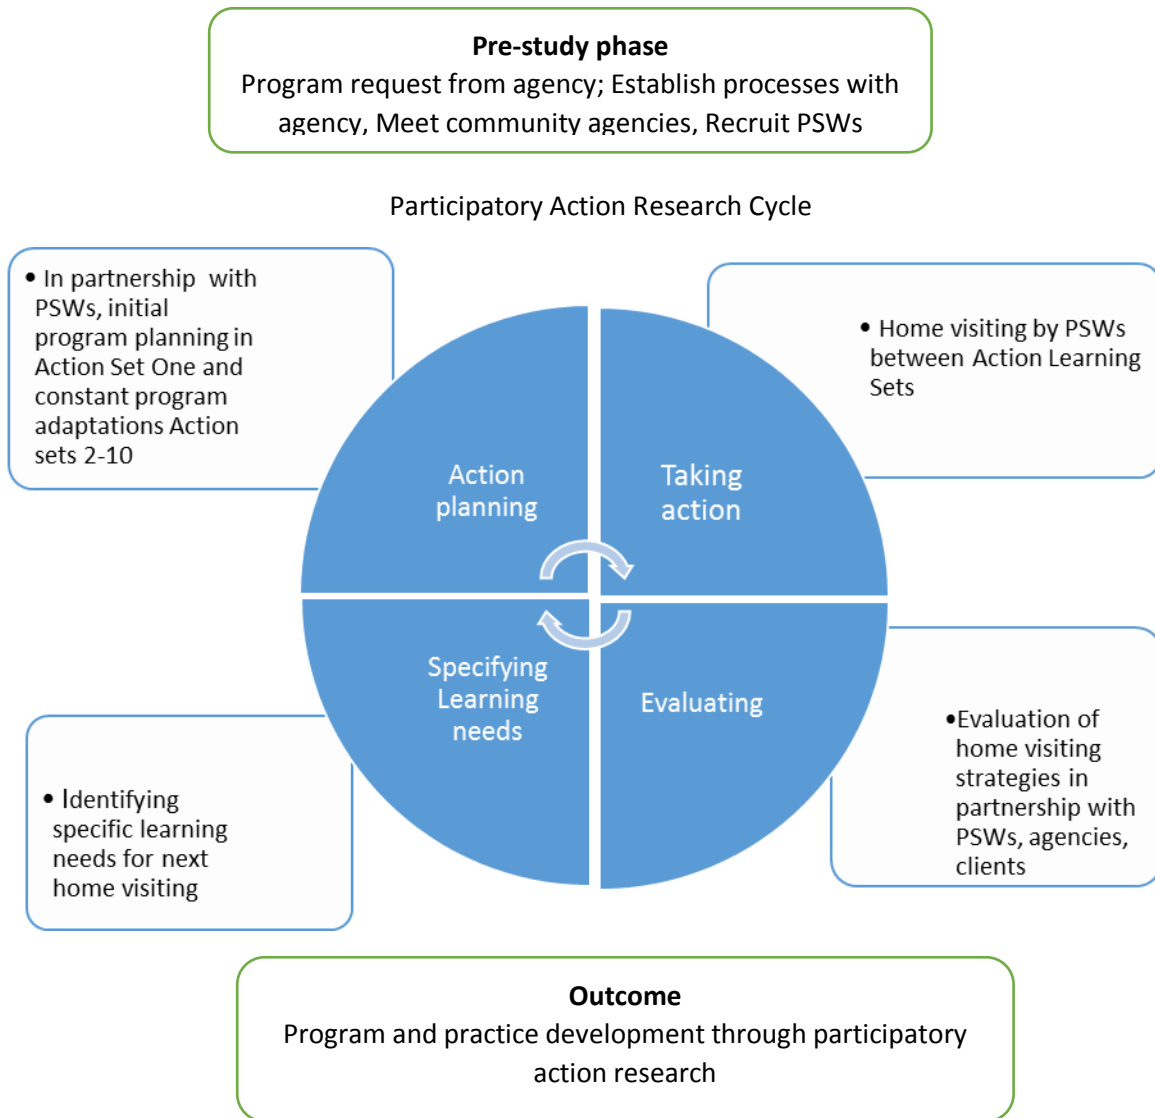 Pre-study phase
Program request from agency; Establish processes with
agency, Meet community agencies, Recruit PSWs
Participatory Action Research Cycle
• In partnership with
PSWs, initial
program planning in
Action Set One and
constant program
adaptations Action
sets 2-10
• Home visiting by PSWs
between Action Learning
Sets
Action
planning
Taking
action
Specifying
Learning
needs
Evaluating
• Identifying
specific learning
needs for next
home visiting
•Evaluation of
home visiting
strategies in
partnership with
PSWs, agencies,
clients
Outcome
Program and practice development through participatory
action research